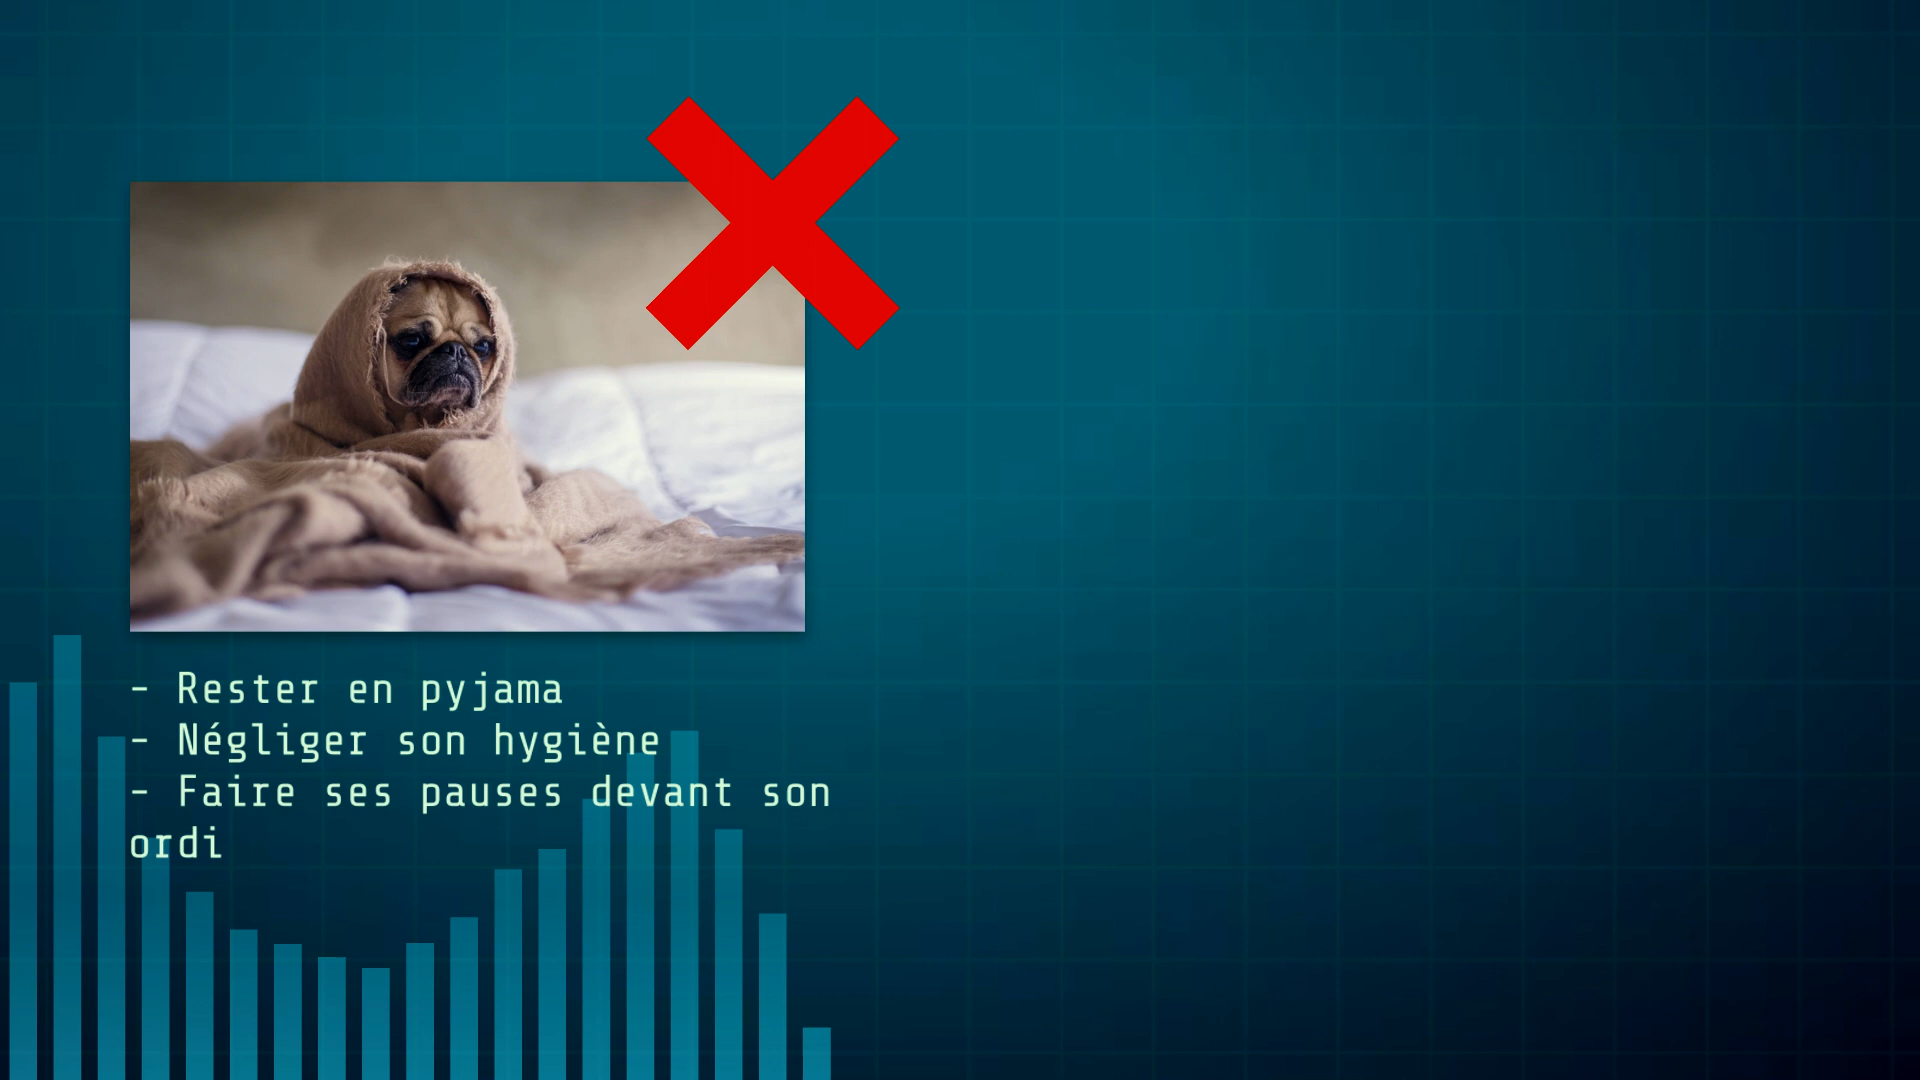 - Rester en pyjama
- Négliger son hygiène
- Faire ses pauses devant son
ordi